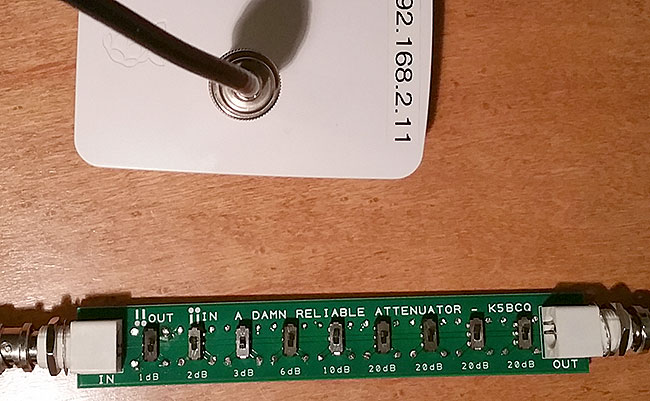 92.168.2.11
!!OUT ¡¡IN A DAMN RELIABLE ATTENUATOR - K5BCQ
IN 1dB 2dB 3dB 6dB 10dB 20dB 20dB 20dB 20dB OUT